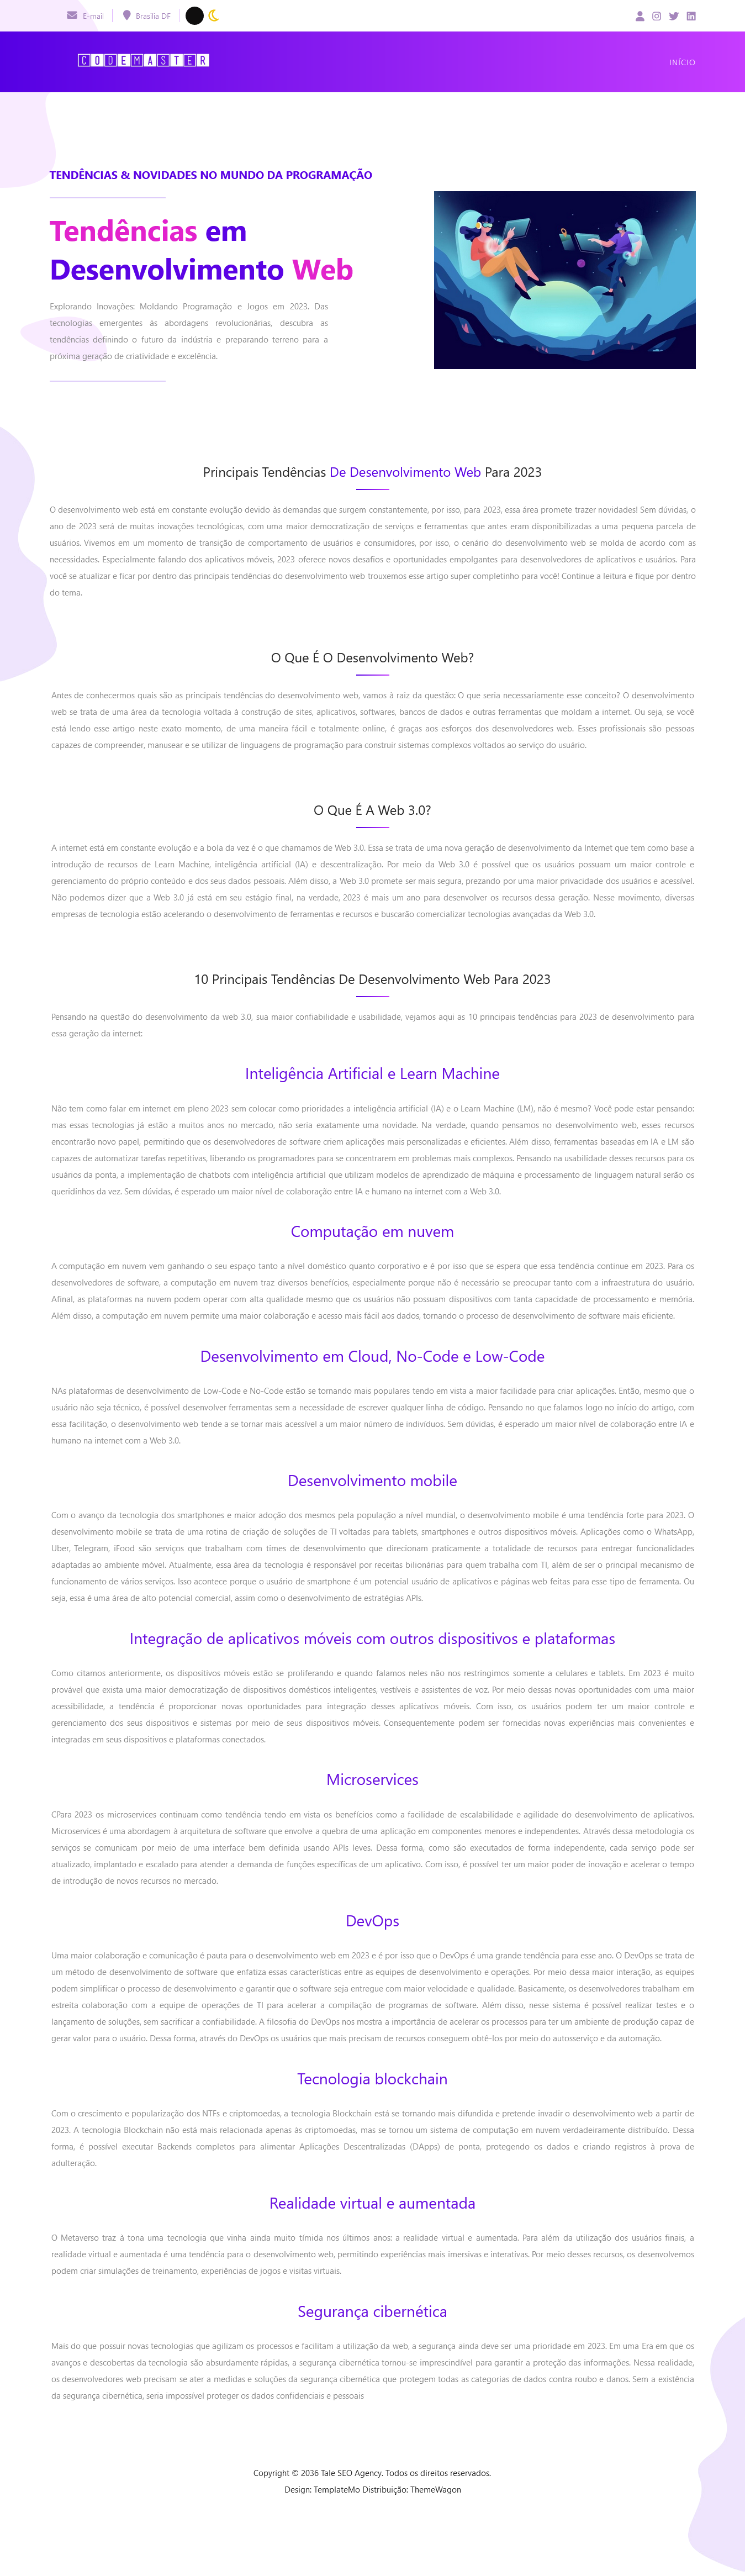 E-mail
Brasília DF
CODEMASTER
INÍCIO
TENDÊNCIAS & NOVIDADES NO MUNDO DA PROGRAMAÇÃO
Tendências em
Desenvolvimento Web
Explorando Inovações: Moldando Programação e Jogos em 2023. Das
tecnologias emergentes às abordagens revolucionárias, descubra as
tendências definindo o futuro da indústria e preparando terreno para a
próxima geração de criatividade e excelência.
Principais Tendências De Desenvolvimento Web Para 2023
O desenvolvimento web está em constante evolução devido às demandas que surgem constantemente, por isso, para 2023, essa área promete trazer novidades! Sem dúvidas, o
ano de 2023 será de muitas inovações tecnológicas, com uma maior democratização de serviços e ferramentas que antes eram disponibilizadas a uma pequena parcela de
usuários. Vivemos em um momento de transição de comportamento de usuários e consumidores, por isso, o cenário do desenvolvimento web se molda de acordo com as
necessidades. Especialmente falando dos aplicativos móveis, 2023 oferece novos desafios e oportunidades empolgantes para desenvolvedores de aplicativos e usuários. Para
você se atualizar e ficar por dentro das principais tendências do desenvolvimento web trouxemos esse artigo super completinho para você! Continue a leitura e fique por dentro
do tema.
O Que É O Desenvolvimento Web?
Antes de conhecermos quais são as principais tendências do desenvolvimento web, vamos à raiz da questão: O que seria necessariamente esse conceito? O desenvolvimento
web se trata de uma área da tecnologia voltada à construção de sites, aplicativos, softwares, bancos de dados e outras ferramentas que moldam a internet. Ou seja, se você
está lendo esse artigo neste exato momento, de uma maneira fácil e totalmente online, é graças aos esforços dos desenvolvedores web. Esses profissionais são pessoas
capazes de compreender, manusear e se utilizar de linguagens de programação para construir sistemas complexos voltados ao serviço do usuário.
O Que É A Web 3.0?
A internet está em constante evolução e a bola da vez é o que chamamos de Web 3.0. Essa se trata de uma nova geração de desenvolvimento da Internet que tem como base a
introdução de recursos de Learn Machine, inteligência artificial (IA) e descentralização. Por meio da Web 3.0 é possível que os usuários possuam um maior controle e
gerenciamento do próprio conteúdo e dos seus dados pessoais. Além disso, a Web 3.0 promete ser mais segura, prezando por uma maior privacidade dos usuários e acessível.
Não podemos dizer que a Web 3.0 já está em seu estágio final, na verdade, 2023 é mais um ano para desenvolver os recursos dessa geração. Nesse movimento, diversas
empresas de tecnologia estão acelerando o desenvolvimento de ferramentas e recursos e buscarão comercializar tecnologias avançadas da Web 3.0.
10 Principais Tendências De Desenvolvimento Web Para 2023
Pensando na questão do desenvolvimento da web 3.0, sua maior confiabilidade e usabilidade, vejamos aqui as 10 principais tendências para 2023 de desenvolvimento para
essa geração da internet:
Inteligência Artificial e Learn Machine
Não tem como falar em internet em pleno 2023 sem colocar como prioridades a inteligência artificial (IA) e o Learn Machine (LM), não é mesmo? Você pode estar pensando:
mas essas tecnologias já estão a muitos anos no mercado, não seria exatamente uma novidade. Na verdade, quando pensamos no desenvolvimento web, esses recursos
encontrarão novo papel, permitindo que os desenvolvedores de software criem aplicações mais personalizadas e eficientes. Além disso, ferramentas baseadas em IA e LM são
capazes de automatizar tarefas repetitivas, liberando os programadores para se concentrarem em problemas mais complexos. Pensando na usabilidade desses recursos para os
usuários da ponta, a implementação de chatbots com inteligência artificial que utilizam modelos de aprendizado de máquina e processamento de linguagem natural serão os
queridinhos da vez. Sem dúvidas, é esperado um maior nível de colaboração entre IA e humano na internet com a Web 3.0.
Computação em nuvem
A computação em nuvem vem ganhando o seu espaço tanto a nível doméstico quanto corporativo e é por isso que se espera que essa tendência continue em 2023. Para os
desenvolvedores de software, a computação em nuvem traz diversos benefícios, especialmente porque não é necessário se preocupar tanto com a infraestrutura do usuário.
Afinal, as plataformas na nuvem podem operar com alta qualidade mesmo que os usuários não possuam dispositivos com tanta capacidade de processamento e memória.
Além disso, a computação em nuvem permite uma maior colaboração e acesso mais fácil aos dados, tornando o processo de desenvolvimento de software mais eficiente.
Desenvolvimento em Cloud, No-Code e Low-Code
NAs plataformas de desenvolvimento de Low-Code e No-Code estão se tornando mais populares tendo em vista a maior facilidade para criar aplicações. Então, mesmo que o
usuário não seja técnico, é possível desenvolver ferramentas sem a necessidade de escrever qualquer linha de código. Pensando no que falamos logo no início do artigo, com
essa facilitação, o desenvolvimento web tende a se tornar mais acessível a um maior número de indivíduos. Sem dúvidas, é esperado um maior nível de colaboração entre IA e
humano na internet com a Web 3.0.
Desenvolvimento mobile
Com o avanço da tecnologia dos smartphones e maior adoção dos mesmos pela população a nível mundial, o desenvolvimento mobile é uma tendência forte para 2023. O
desenvolvimento mobile se trata de uma rotina de criação de soluções de TI voltadas para tablets, smartphones e outros dispositivos móveis. Aplicações como o WhatsApp,
Uber, Telegram, iFood são serviços que trabalham com times de desenvolvimento que direcionam praticamente a totalidade de recursos para entregar funcionalidades
adaptadas ao ambiente móvel. Atualmente, essa área da tecnologia é responsável por receitas bilionárias para quem trabalha com TI, além de ser o principal mecanismo de
funcionamento de vários serviços. Isso acontece porque o usuário de smartphone é um potencial usuário de aplicativos e páginas web feitas para esse tipo de ferramenta. Ou
seja, essa é uma área de alto potencial comercial, assim como o desenvolvimento de estratégias APIs.
Integração de aplicativos móveis com outros dispositivos e plataformas
Como citamos anteriormente, os dispositivos móveis estão se proliferando e quando falamos neles não nos restringimos somente a celulares e tablets. Em 2023 é muito
provável que exista uma maior democratização de dispositivos domésticos inteligentes, vestíveis e assistentes de voz. Por meio dessas novas oportunidades com uma maior
acessibilidade, a tendência é proporcionar novas oportunidades para integração desses aplicativos móveis. Com isso, os usuários podem ter um maior controle e
gerenciamento dos seus dispositivos e sistemas por meio de seus dispositivos móveis. Consequentemente podem ser fornecidas novas experiências mais convenientes e
integradas em seus dispositivos e plataformas conectados.
Microservices
CPara 2023 os microservices continuam como tendência tendo em vista os benefícios como a facilidade de escalabilidade e agilidade do desenvolvimento de aplicativos.
Microservices é uma abordagem à arquitetura de software que envolve a quebra de uma aplicação em componentes menores e independentes. Através dessa metodologia os
serviços se comunicam por meio de uma interface bem definida usando APIs leves. Dessa forma, como são executados de forma independente, cada serviço pode ser
atualizado, implantado e escalado para atender a demanda de funções específicas de um aplicativo. Com isso, é possível ter um maior poder de inovação e acelerar o tempo
de introdução de novos recursos no mercado.
DevOps
Uma maior colaboração e comunicação é pauta para o desenvolvimento web em 2023 e é por isso que o DevOps é uma grande tendência para esse ano. O DevOps se trata de
um método de desenvolvimento de software que enfatiza essas características entre as equipes de desenvolvimento e operações. Por meio dessa maior interação, as equipes
podem simplificar o processo de desenvolvimento e garantir que o software seja entregue com maior velocidade e qualidade. Basicamente, os desenvolvedores trabalham em
estreita colaboração com a equipe de operações de TI para acelerar a compilação de programas de software. Além disso, nesse sistema é possível realizar testes e o
lançamento de soluções, sem sacrificar a confiabilidade. A filosofia do DevOps nos mostra a importância de acelerar os processos para ter um ambiente de produção capaz de
gerar valor para o usuário. Dessa forma, através do DevOps os usuários que mais precisam de recursos conseguem obtê-los por meio do autosserviço e da automação.
Tecnologia blockchain
Com o crescimento e popularização dos NTFs e criptomoedas, a tecnologia Blockchain está se tornando mais difundida e pretende invadir o desenvolvimento web a partir de
2023. A tecnologia Blockchain não está mais relacionada apenas às criptomoedas, mas se tornou um sistema de computação em nuvem verdadeiramente distribuído. Dessa
forma, é possível executar Backends completos para alimentar Aplicações Descentralizadas (DApps) de ponta, protegendo os dados e criando registros à prova de
adulteração.
Realidade virtual e aumentada
O Metaverso traz à tona uma tecnologia que vinha ainda muito tímida nos últimos anos: a realidade virtual e aumentada. Para além da utilização dos usuários finais, a
realidade virtual e aumentada é uma tendência para o desenvolvimento web, permitindo experiências mais imersivas e interativas. Por meio desses recursos, os desenvolvemos
podem criar simulações de treinamento, experiências de jogos e visitas virtuais.
Segurança cibernética
Mais do que possuir novas tecnologias que agilizam os processos e facilitam a utilização da web, a segurança ainda deve ser uma prioridade em 2023. Em uma Era em que os
avanços e descobertas da tecnologia são absurdamente rápidas, a segurança cibernética tornou-se imprescindível para garantir a proteção das informações. Nessa realidade,
os desenvolvedores web precisam se ater a medidas e soluções da segurança cibernética que protegem todas as categorias de dados contra roubo e danos. Sem a existência
da segurança cibernética, seria impossível proteger os dados confidenciais e pessoais
Copyright © 2036 Tale SEO Agency. Todos os direitos reservados.
Design: TemplateMo Distribuição: ThemeWagon